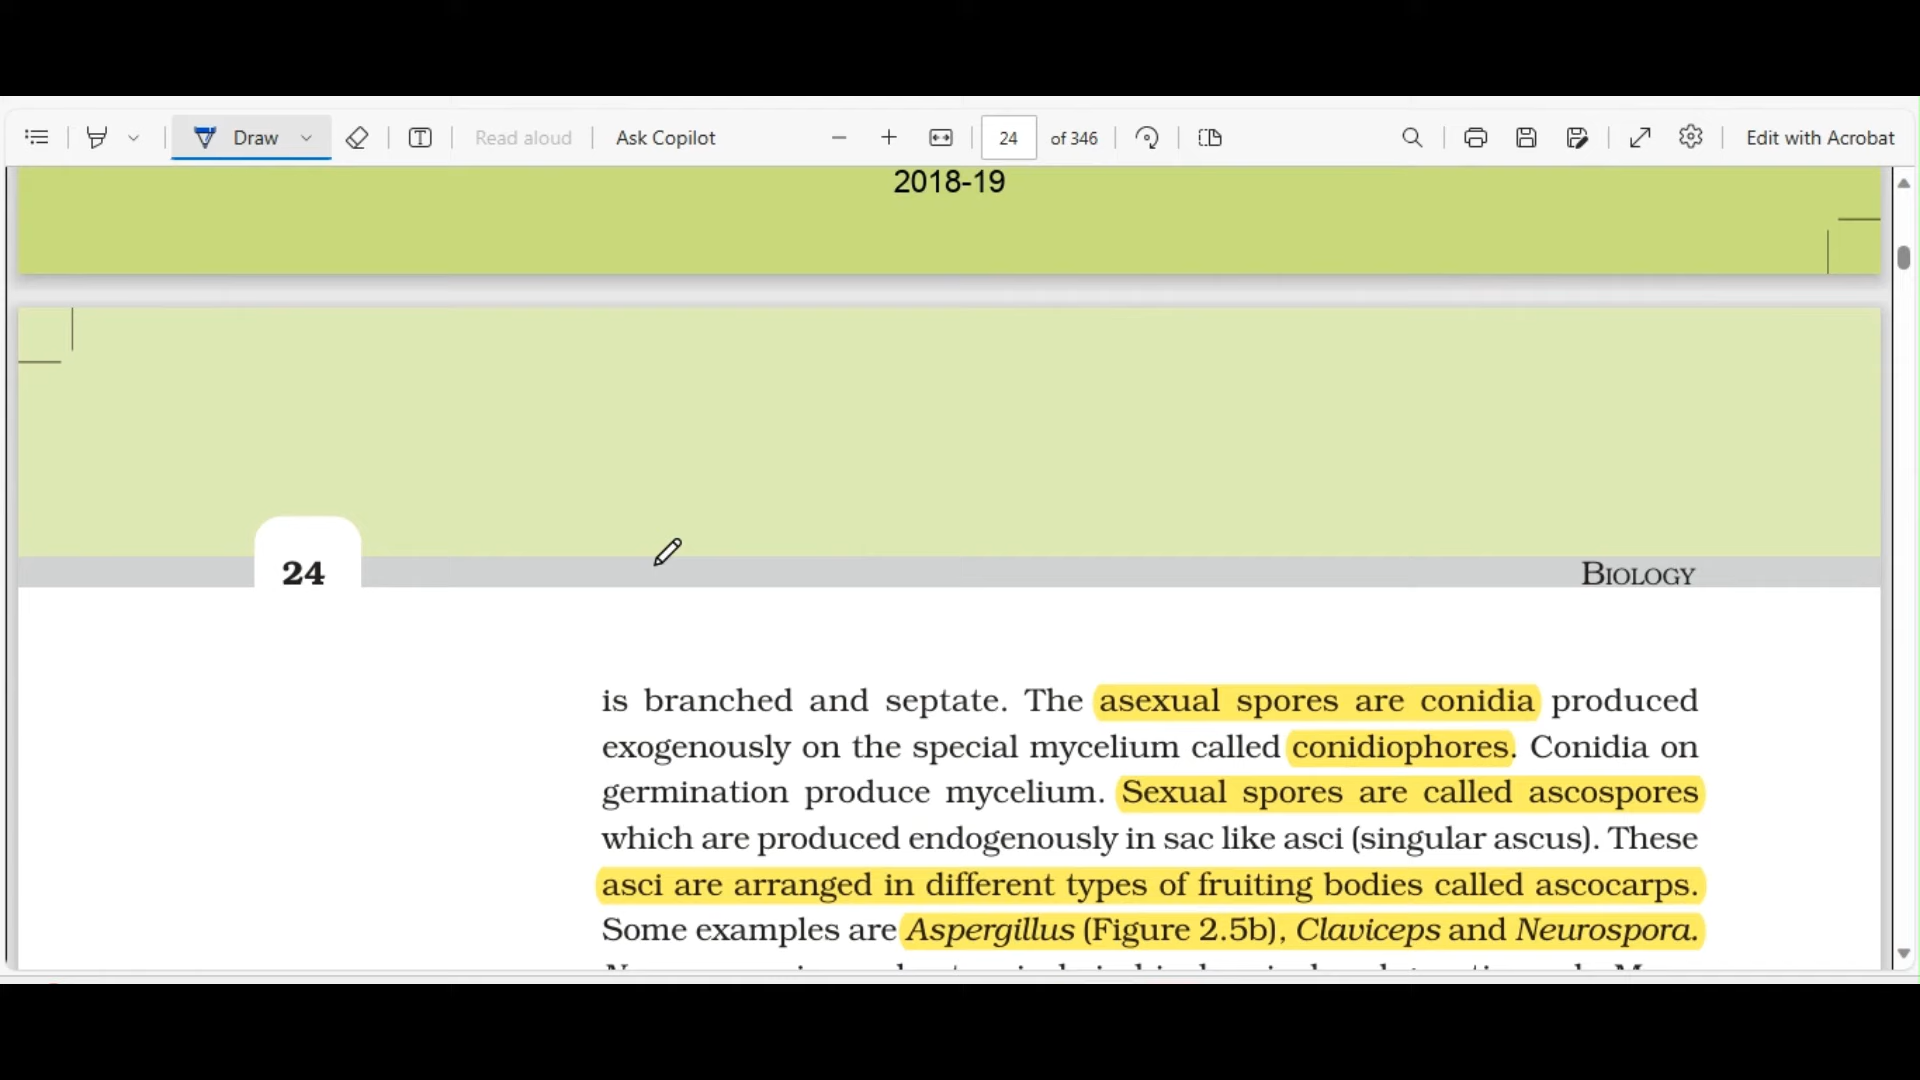 Draw Read aloud Ask Copilot 24 of 346 Edit with Acrobat
2018-19
24 BIOLOGY
is branched and septate. The asexual spores are conidia produced
exogenously on the special mycelium called conidiophores. Conidia on
germination produce mycelium. Sexual spores are called ascospores
which are produced endogenously in sac like asci (singular ascus). These
asci are arranged in different types of fruiting bodies called ascocarps.
Some examples are Aspergillus (Figure 2.5b), Claviceps and Neurospora.